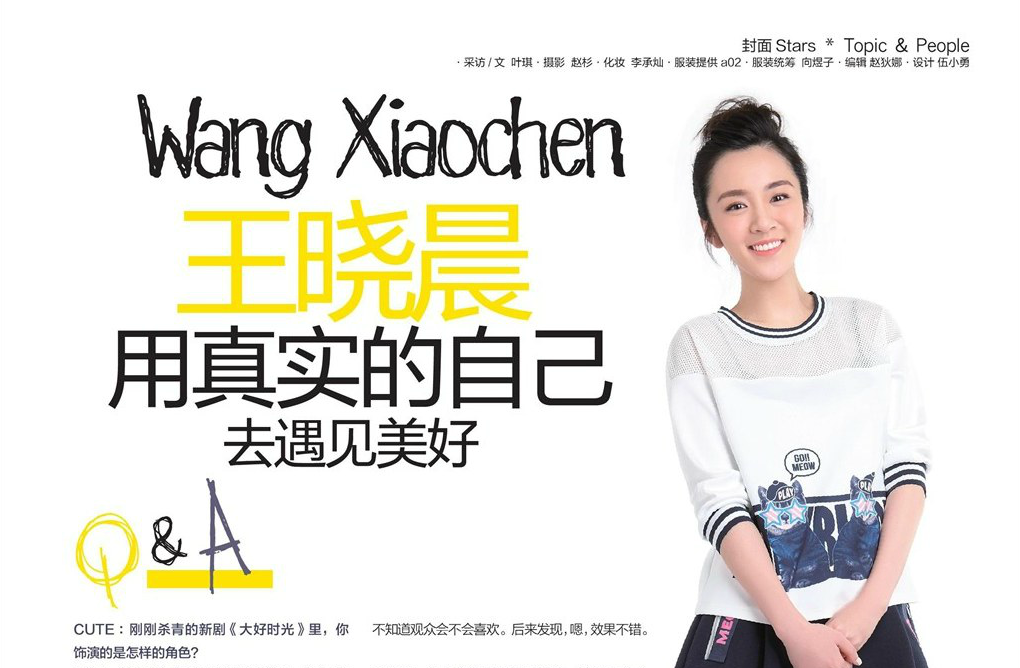 封面 Stars * Topic & People
· 采访 / 文 叶琪 · 摄影 赵杉 · 化妆 李承灿 · 服装提供 a02 · 服装统筹 向煜子 · 编辑 赵狄娜 · 设计 伍小勇
Wang Xiaochen
王晓晨
用真实的自己
去遇见美好
Q & A
CUTE：刚刚杀青的新剧《大好时光》里，你
饰演的是怎样的角色？
不知道观众会不会喜欢。后来发现，嗯，效果不错。
GO!!
MEOW
PLAY
PLA